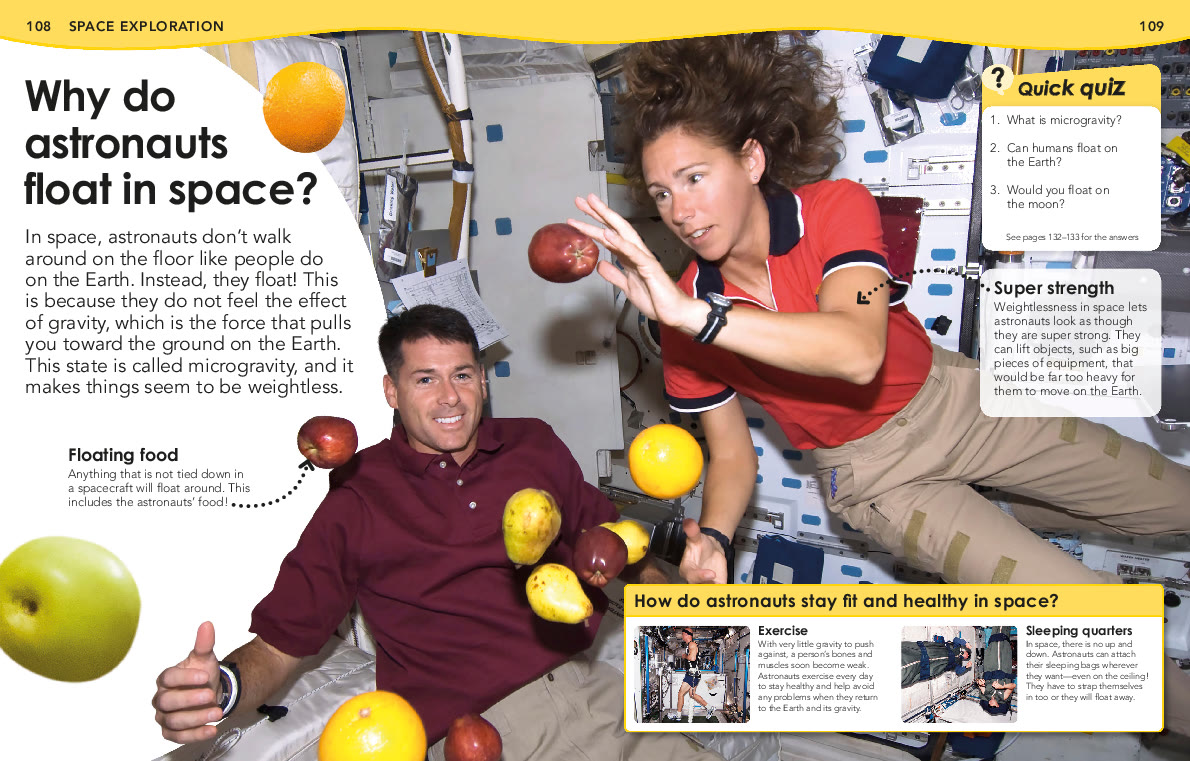 108 SPACE EXPLORATION
109
Why do
astronauts
float in space?
In space, astronauts don't walk
around on the floor like people do
on the Earth. Instead, they float! This
is because they do not feel the effect
of gravity, which is the force that pulls
you toward the ground on the Earth.
This state is called microgravity, and it
makes things seem to be weightless.
Floating food
Anything that is not tied down in
a spacecraft will float around. This
includes the astronauts' food!
? Quick quiz
1. What is microgravity?
2. Can humans float on
the Earth?
3. Would you float on
the moon?
See pages 132–133 for the answers
Super strength
Weightlessness in space lets
astronauts look as though
they are super strong. They
can lift objects, such as big
pieces of equipment, that
would be far too heavy for
them to move on the Earth.
How do astronauts stay fit and healthy in space?
Exercise
With very little gravity to push
against, a person's bones and
muscles soon become weak.
Astronauts exercise every day
to stay healthy and help avoid
any problems when they return
to the Earth and its gravity.
Sleeping quarters
In space, there is no up and
down. Astronauts can attach
their sleeping bags wherever
they want—even on the ceiling!
They have to strap themselves
in too or they will float away.